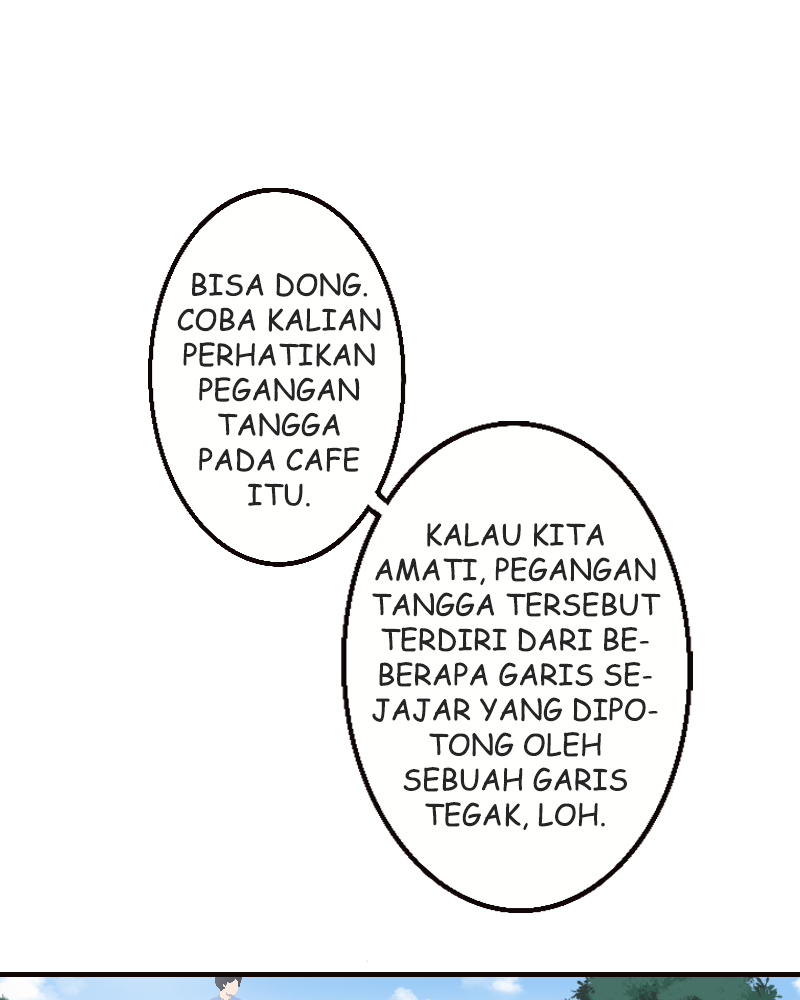 BISA DONG.
COBA KALIAN
PERHATIKAN
PEGANGAN
TANGGA
PADA CAFE
ITU.
KALAU KITA
AMATI, PEGANGAN
TANGGA TERSEBUT
TERDIRI DARI BE-
BERAPA GARIS SE-
JAJAR YANG DIPO-
TONG OLEH
SEBUAH GARIS
TEGAK, LOH.